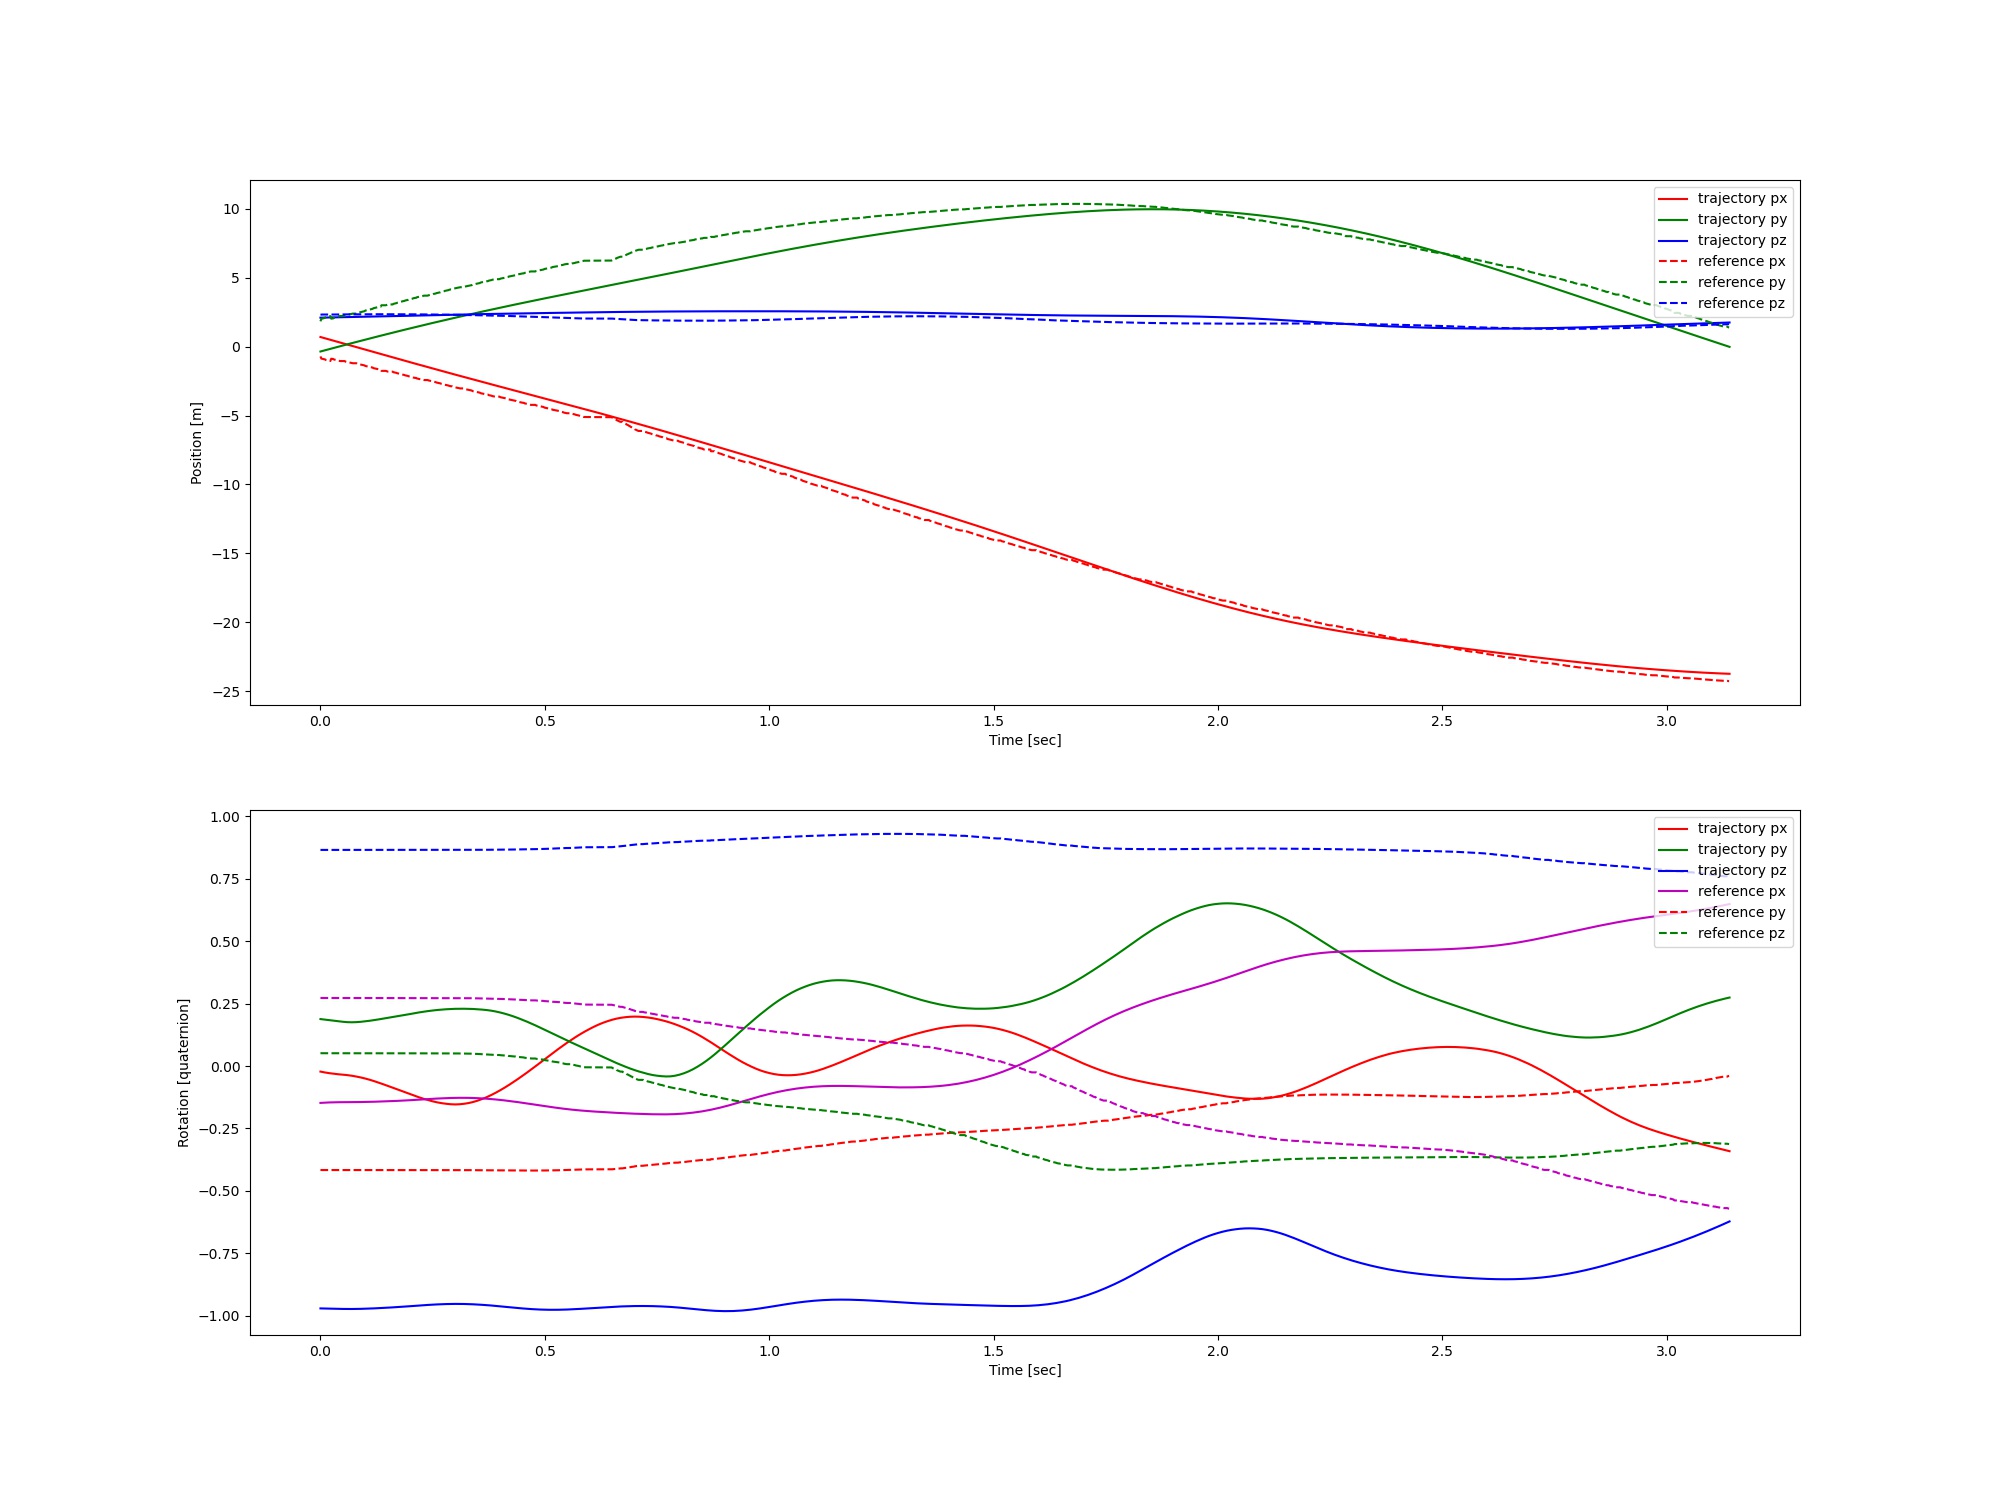 10
5
0
−5
−10
−15
−20
−25
Position [m]
trajectory px
trajectory py
trajectory pz
reference px
reference py
reference pz
0.0 0.5 1.0 1.5 2.0 2.5 3.0
Time [sec]
1.00
0.75
0.50
0.25
0.00
−0.25
−0.50
−0.75
−1.00
Rotation [quaternion]
trajectory px
trajectory py
trajectory pz
reference px
reference py
reference pz
0.0 0.5 1.0 1.5 2.0 2.5 3.0
Time [sec]